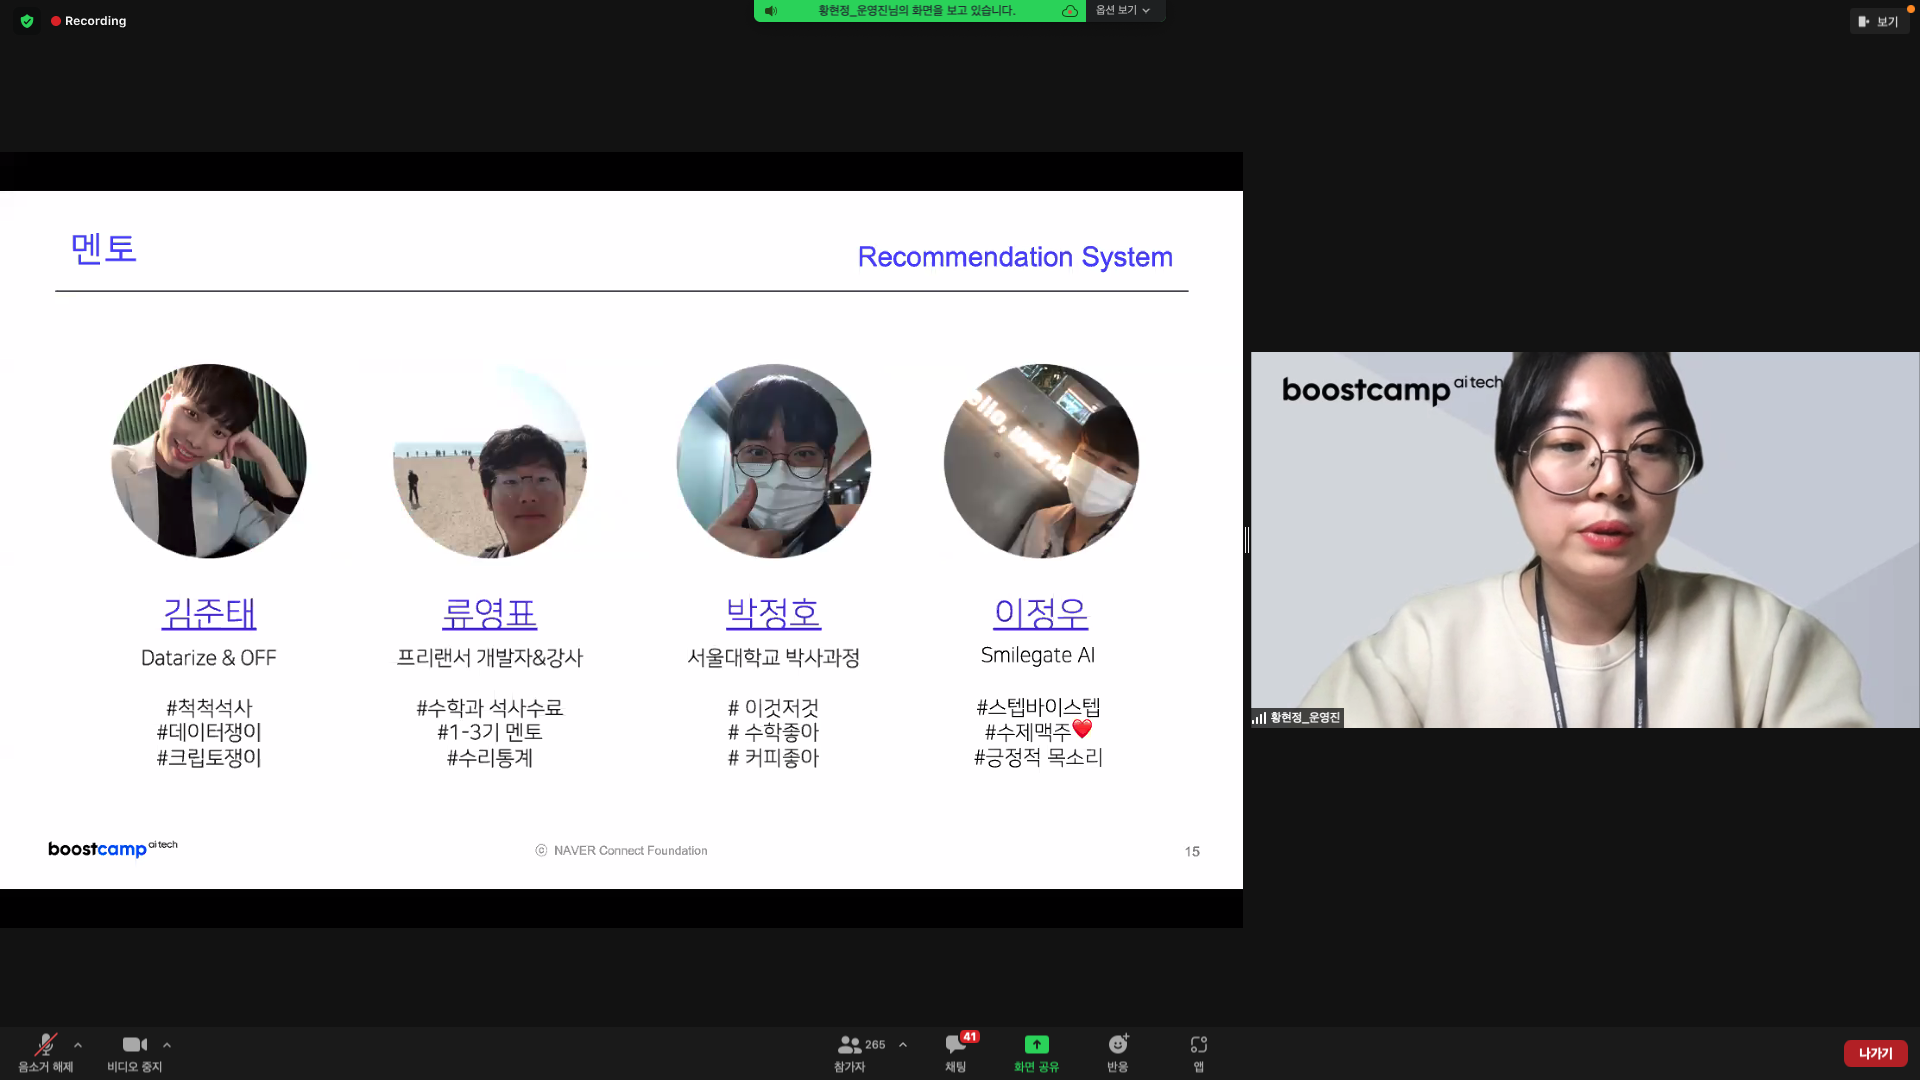 Recording
황현정_운영진님의 화면을 보고 있습니다.
옵션 보기
보기
멘토
Recommendation System
김준태
Datarize & OFF
#척척석사
#데이터쟁이
#크립토쟁이
류영표
프리랜서 개발자&강사
#수학과 석사수료
#1-3기 멘토
#수리통계
박정호
서울대학교 박사과정
# 이것저것
# 수학좋아
# 커피좋아
이정우
Smilegate AI
#스텝바이스텝
#수제맥주❤️
#긍정적 목소리
boostcamp ai tech
ⓒ NAVER Connect Foundation
15
boostcamp ai tech
황현정_운영진
음소거 해제
비디오 중지
265
참가자
41
채팅
화면 공유
반응
앱
나가기